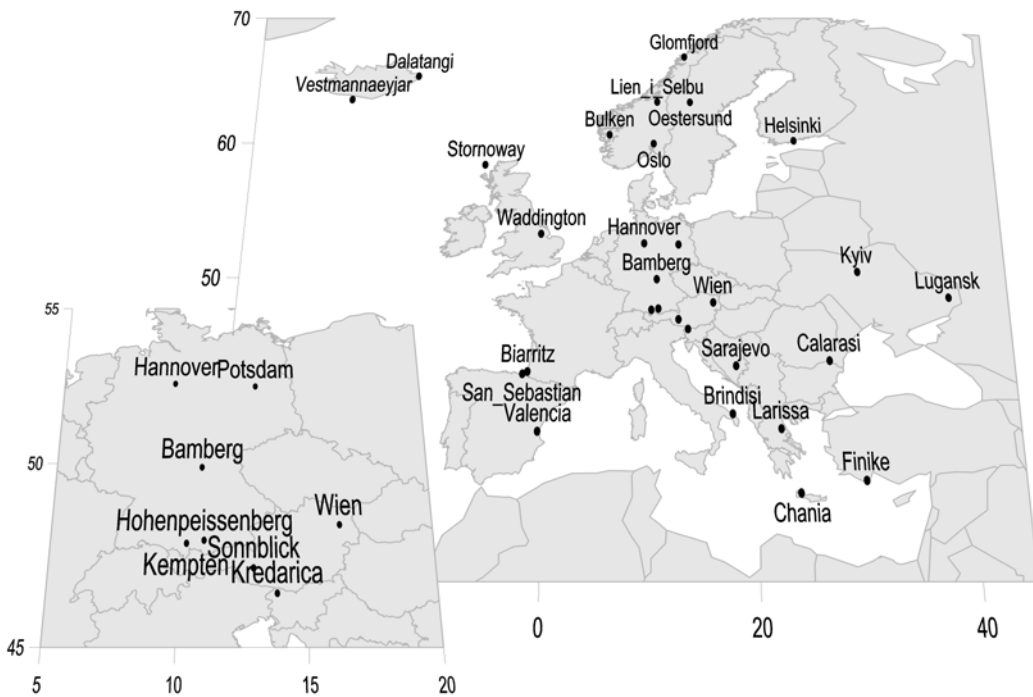 70
Glomfjord
Dalatangi
Vestmannaeyjar
Lien_i_Selbu
Bulken
Oestersund
Helsinki
60
Oslo
Stornoway
Waddington
Hannover
Kyiv
Bamberg
Lugansk
50
Wien
55
Biarritz
Sarajevo
Calarasi
Hannover
Potsdam
San_Sebastian
Brindisi
Valencia
Larissa
Bamberg
50
Finike
Wien
Chania
Hohenpeissenberg
Sonnblick
Kempten
Kredarica
0
20
40
45
5
10
15
20